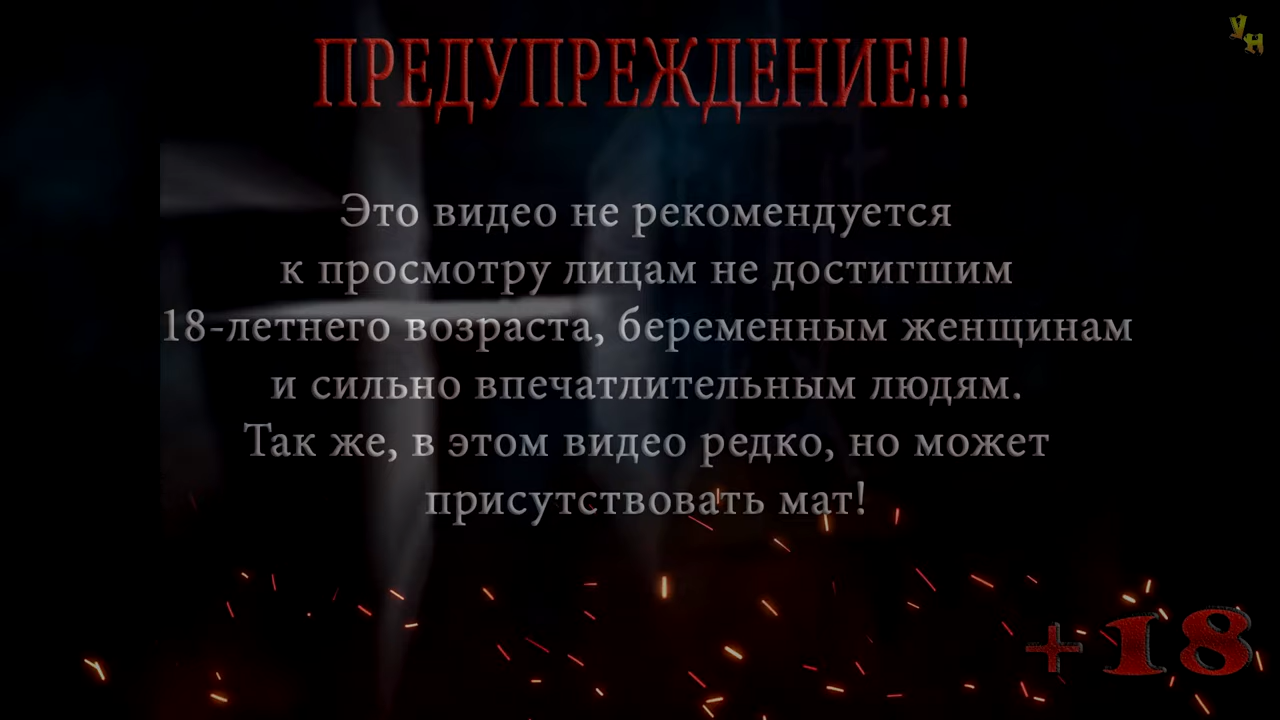 УН
ПРЕДУПРЕЖДЕНИЕ!!!
Это видео не рекомендуется
к просмотру лицам не достигшим
18-летнего возраста, беременным женщинам
и сильно впечатлительным людям.
Так же, в этом видео редко, но может
присутствовать мат!
+18